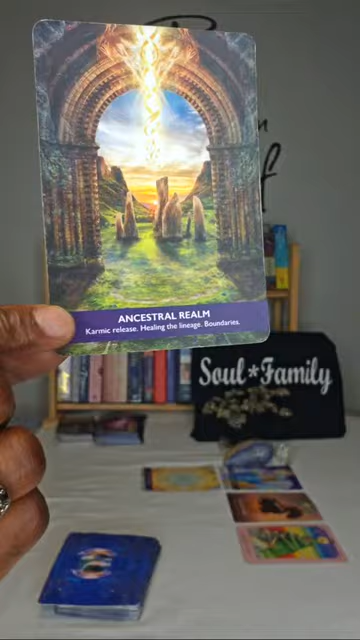 ANCESTRAL REALM
Karmic release. Healing the lineage. Boundaries.
Soul*Family